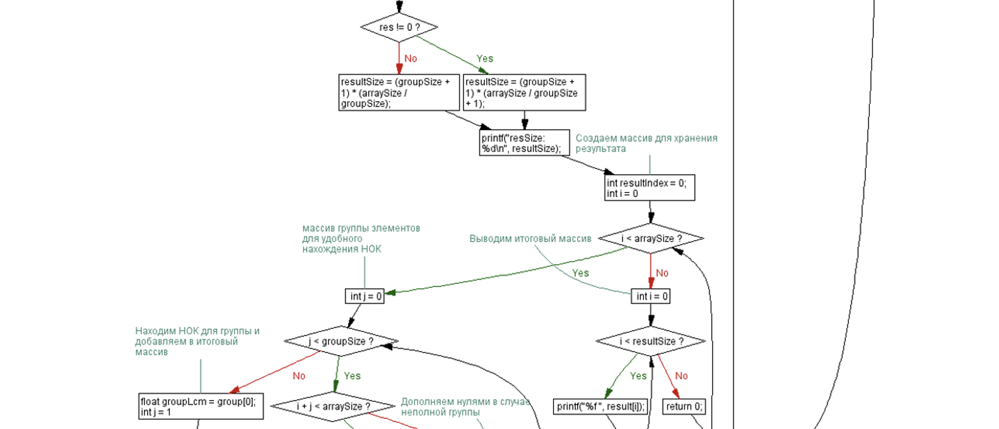 res != 0 ?
No
Yes
resultSize = (groupSize +
1) * (arraySize /
groupSize);
resultSize = (groupSize +
1) * (arraySize / groupSize
+ 1);
printf("resSize:
%d\n", resultSize);
Создаем массив для хранения
результата
int resultIndex = 0;
int i = 0
массив группы элементов
для удобного
нахождения НОК
Выводим итоговый массив
i < arraySize ?
Yes
No
int j = 0
int i = 0
Находим НОК для группы и
добавляем в итоговый
массив
j < groupSize ?
i < resultSize ?
No
Yes
Yes
No
float groupLcm = group[0];
int j = 1
i + j < arraySize ?
Дополняем нулями в случае
неполной группы
printf("%f", result[i]);
return 0;